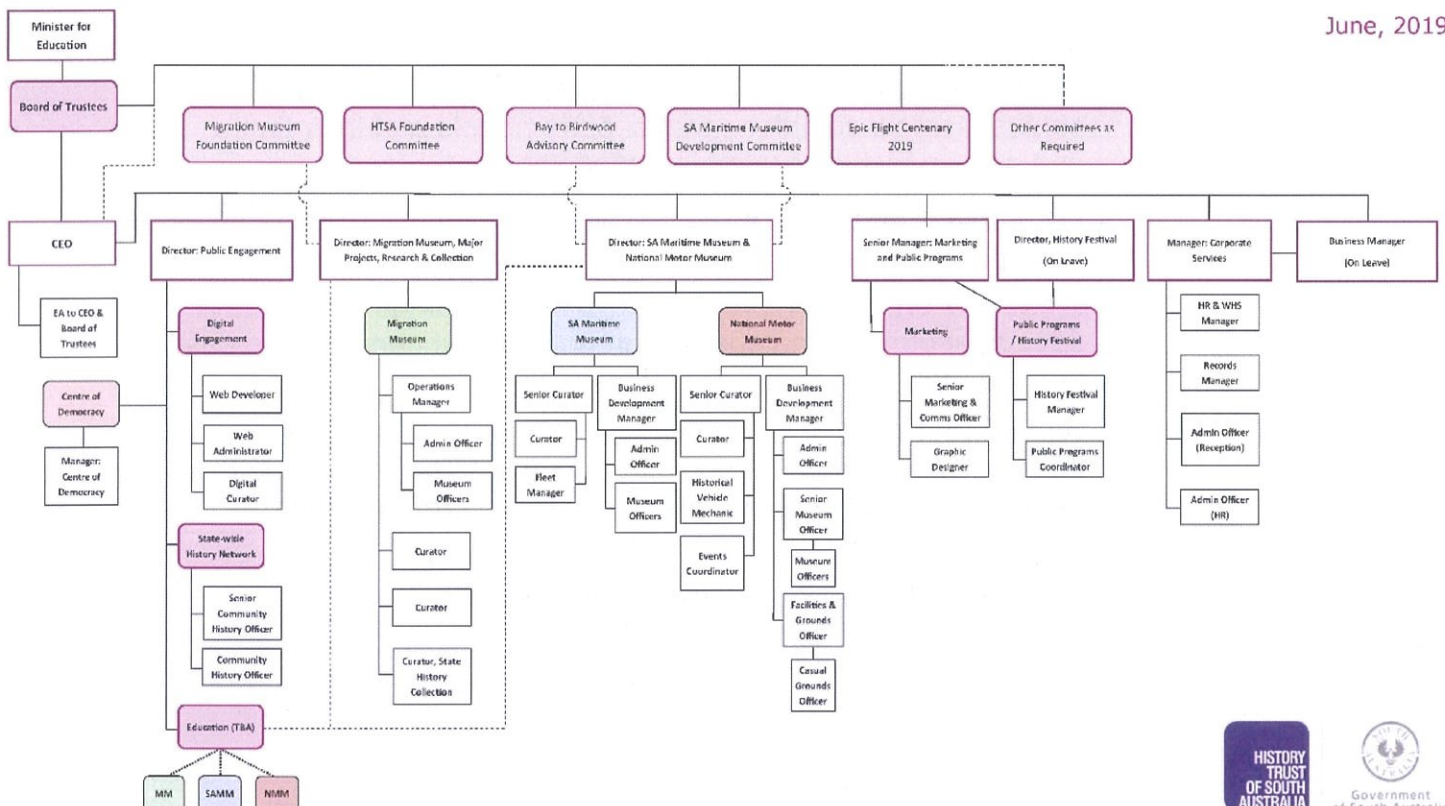 June, 2019
Minister for
Education
Board of Trustees
Migration Museum
Foundation Committee
HTSA Foundation
Committee
Bay to Birdwood
Advisory Committee
SA Maritime Museum
Development Committee
Epic Flight Centenary
2019
Other Committees as
Required
CEO
Director: Public Engagement
Director: Migration Museum, Major
Projects, Research & Collection
Director: SA Maritime Museum &
National Motor Museum
Senior Manager: Marketing
and Public Programs
Director, History Festival
(On Leave)
Manager: Corporate
Services
Business Manager
(On Leave)
EA to CEO &
Board of
Trustees
Centre of
Democracy
Manager:
Centre of
Democracy
Digital
Engagement
Web Developer
Web
Administrator
Digital
Curator
State-wide
History Network
Senior
Community
History Officer
Community
History Officer
Education (TBA)
MM
SAMM
NMM
Migration
Museum
Operations
Manager
Admin Officer
Museum
Officers
Curator
Curator
Curator, State
History
Collection
SA Maritime
Museum
Senior Curator
Curator
Fleet
Manager
Business
Development
Manager
Admin
Officer
Museum
Officers
National Motor
Museum
Senior Curator
Curator
Historical
Vehicle
Mechanic
Events
Coordinator
Business
Development
Manager
Admin
Officer
Senior
Museum
Officer
Museum
Officers
Facilities &
Grounds
Officer
Casual
Grounds
Officer
Marketing
Senior
Marketing &
Comms Officer
Graphic
Designer
Public Programs
/ History Festival
History Festival
Manager
Public Programs
Coordinator
HR & WHS
Manager
Records
Manager
Admin Officer
(Reception)
Admin Officer
(HR)
HISTORY
TRUST
OF SOUTH
AUSTRALIA
SOUTH
AUSTRALIA
Government
of South Australia